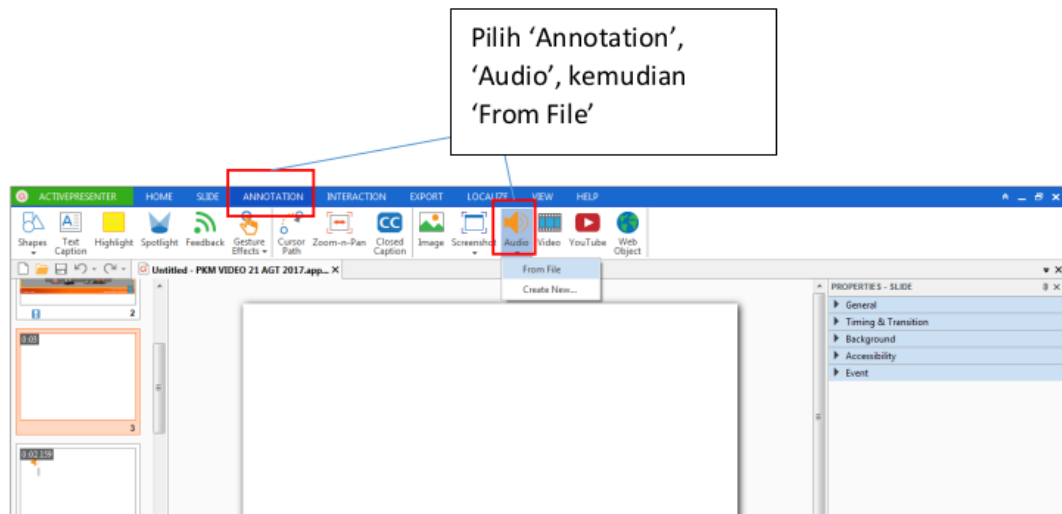 Pilih ‘Annotation’,
‘Audio’, kemudian
‘From File’
ACTIVEPRESENTER HOME SLIDE ANNOTATION INTERACTION EXPORT LOCALIZE VIEW HELP
Shapes Text Caption Highlight Spotlight Feedback Gesture Effects Cursor Path Zoom-n-Pan Closed Caption Image Screenshot Audio Video YouTube Web Object
Untitled - PKM VIDEO 21 AGT 2017.app... X
From File
Create New...
PROPERTIES - SLIDE
General
Timing & Transition
Background
Accessibility
Event
2
0:03
3
0:02.159